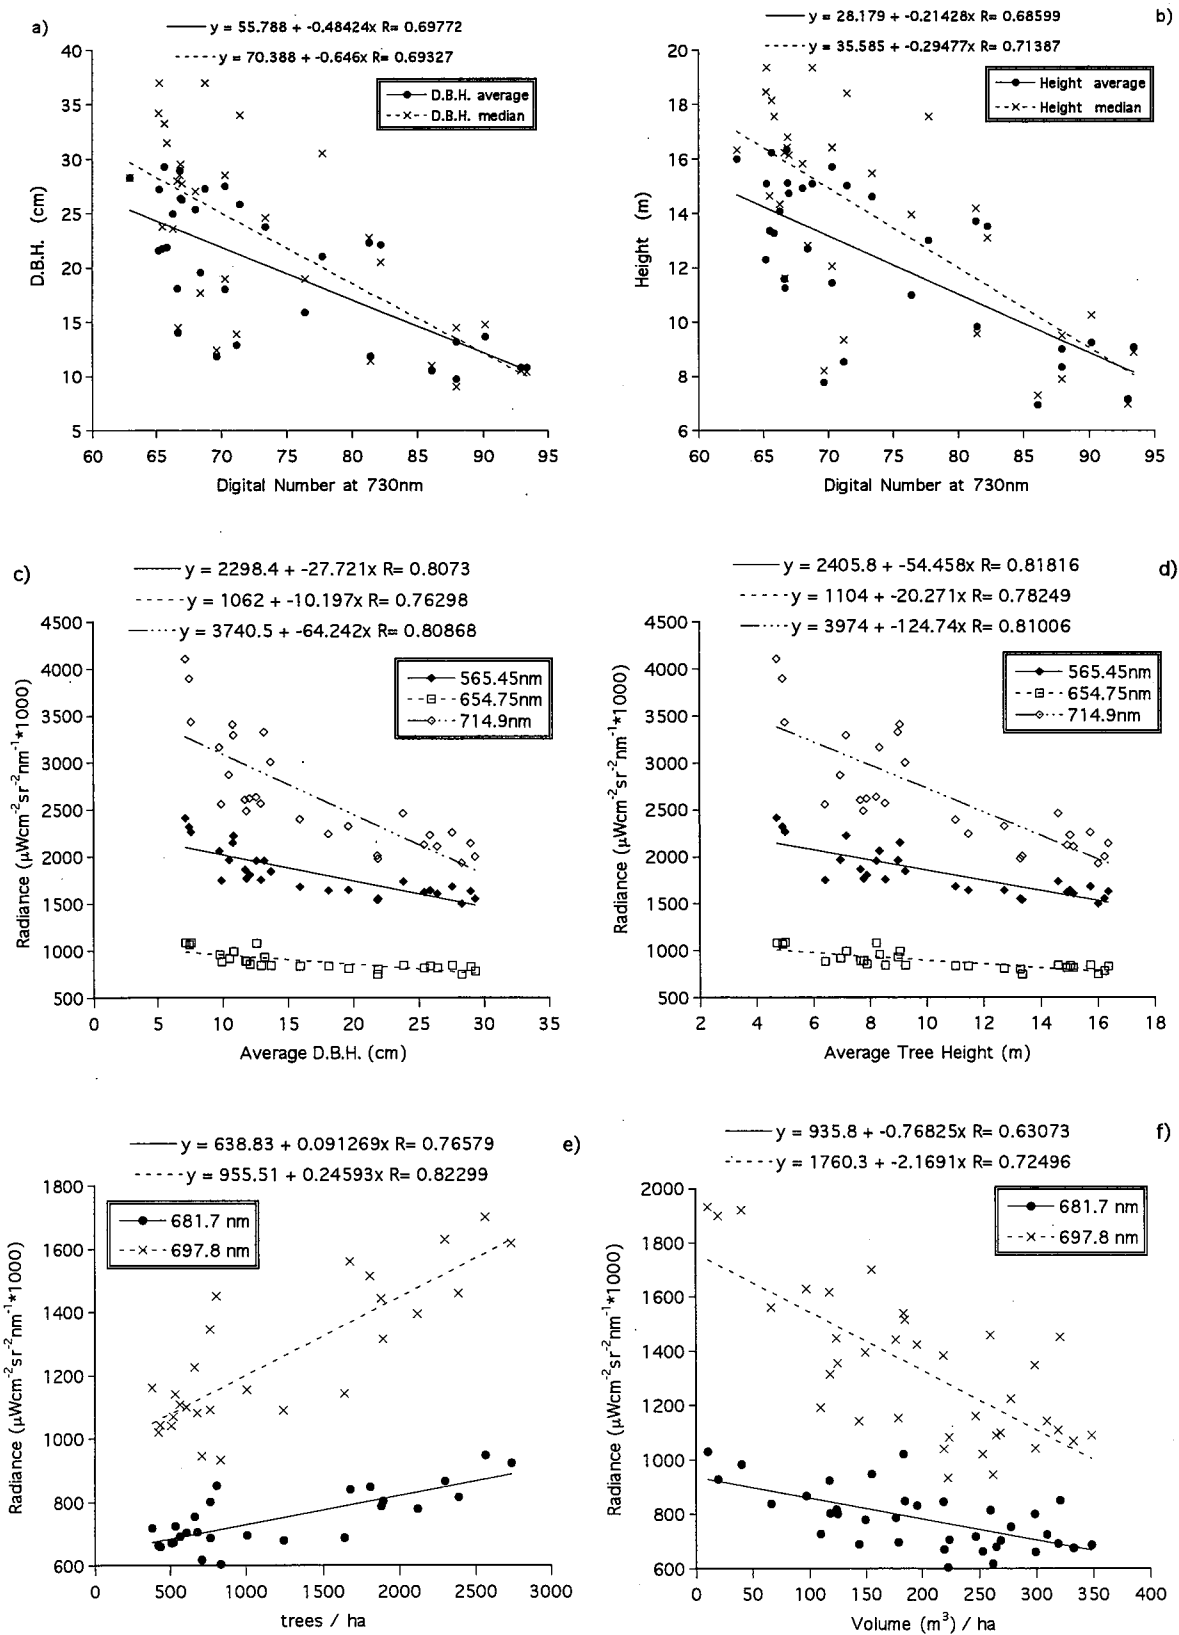 a)
y = 55.788 + -0.48424x R= 0.69772
y = 70.388 + -0.646x R= 0.69327
D.B.H. average
D.B.H. median
40
35
30
25
20
15
10
5
D.B.H. (cm)
60 65 70 75 80 85 90 95
Digital Number at 730nm
b)
y = 28.179 + -0.21428x R= 0.68599
y = 35.585 + -0.29477x R= 0.71387
Height average
Height median
20
18
16
14
12
10
8
6
Height (m)
60 65 70 75 80 85 90 95
Digital Number at 730nm
c)
y = 2298.4 + -27.721x R= 0.8073
y = 1062 + -10.197x R= 0.76298
y = 3740.5 + -64.242x R= 0.80868
565.45nm
654.75nm
714.9nm
4500
4000
3500
3000
2500
2000
1500
1000
500
Radiance (µWcm-2sr-2nm-1*1000)
0 5 10 15 20 25 30 35
Average D.B.H. (cm)
d)
y = 2405.8 + -54.458x R= 0.81816
y = 1104 + -20.271x R= 0.78249
y = 3974 + -124.74x R= 0.81006
565.45nm
654.75nm
714.9nm
4500
4000
3500
3000
2500
2000
1500
1000
500
Radiance (µWcm-2sr-2nm-1*1000)
2 4 6 8 10 12 14 16 18
Average Tree Height (m)
e)
y = 638.83 + 0.091269x R= 0.76579
y = 955.51 + 0.24593x R= 0.82299
681.7 nm
697.8 nm
1800
1600
1400
1200
1000
800
600
Radiance (µWcm-2sr-2nm-1*1000)
0 500 1000 1500 2000 2500 3000
trees / ha
f)
y = 935.8 + -0.76825x R= 0.63073
y = 1760.3 + -2.1691x R= 0.72496
681.7 nm
697.8 nm
2000
1800
1600
1400
1200
1000
800
600
Radiance (µWcm-2sr-2nm-1*1000)
0 50 100 150 200 250 300 350 400
Volume (m3) / ha